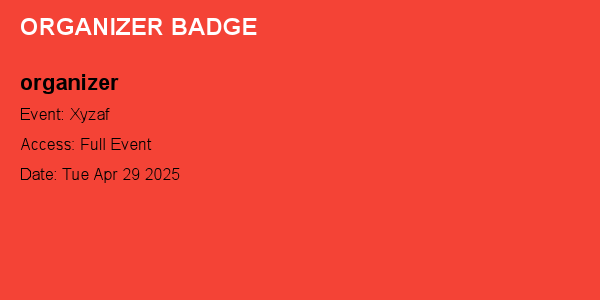 ORGANIZER BADGE
organizer
Event: Xyzaf
Access: Full Event
Date: Tue Apr 29 2025